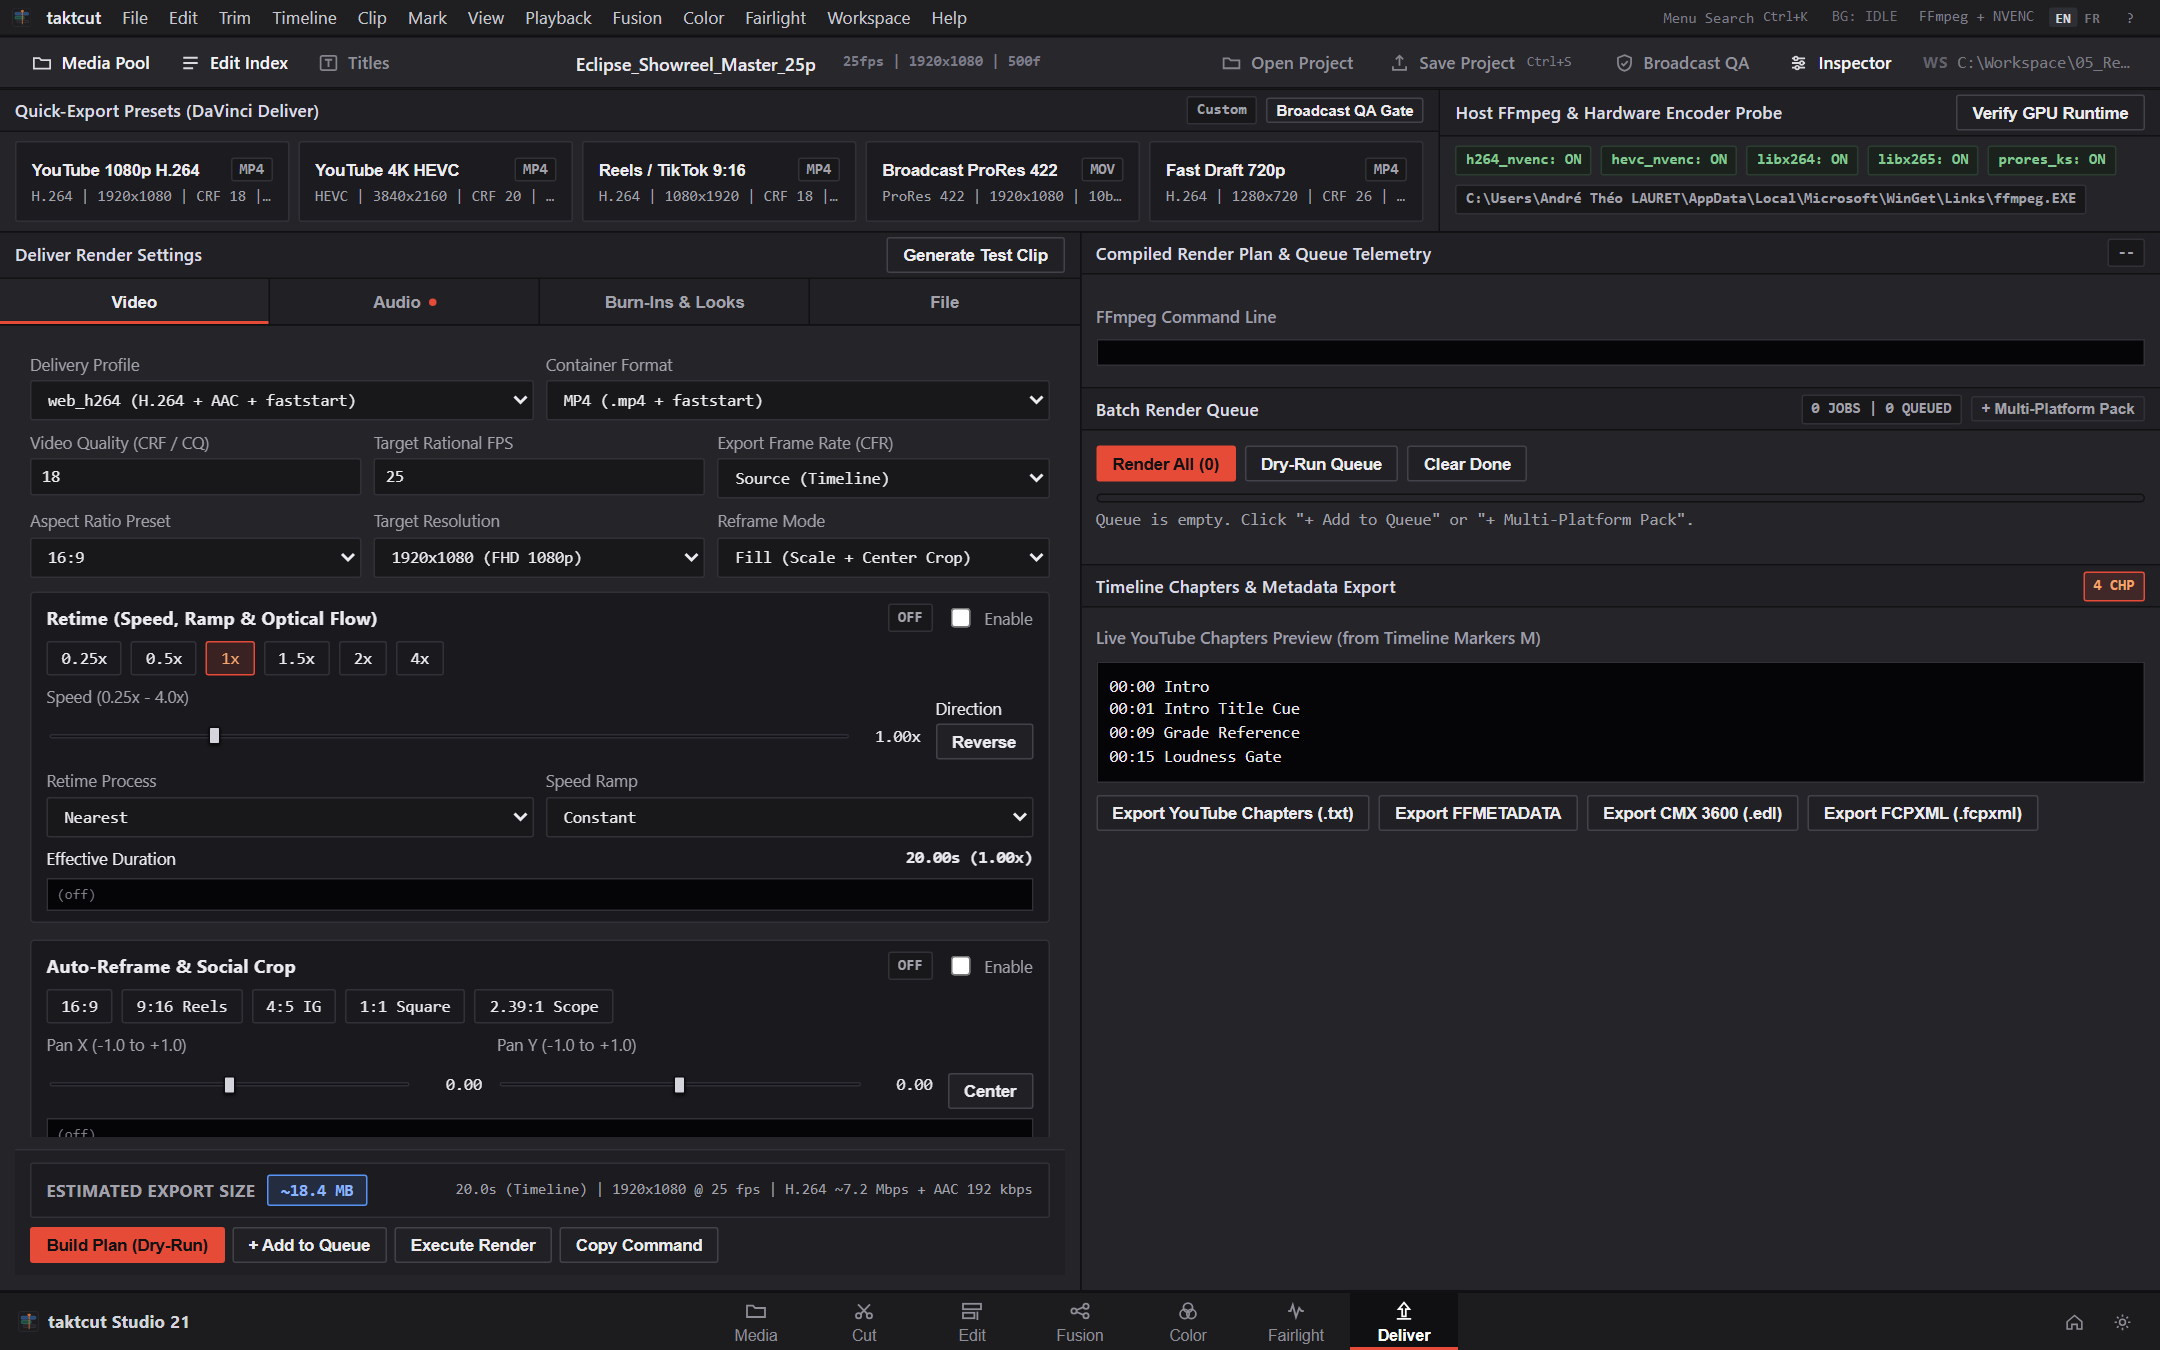 taktcut File Edit Trim Timeline Clip Mark View Playback Fusion Color Fairlight Workspace Help Menu Search Ctrl+K BG: IDLE FFmpeg + NVENC EN FR ?
Media Pool Edit Index Titles Eclipse_Showreel_Master_25p 25fps | 1920x1080 | 500f Open Project Save Project Ctrl+S Broadcast QA Inspector WS C:\Workspace\05_Re…
Quick-Export Presets (DaVinci Deliver) Custom Broadcast QA Gate
YouTube 1080p H.264 MP4
H.264 | 1920x1080 | CRF 18 |…
YouTube 4K HEVC MP4
HEVC | 3840x2160 | CRF 20 | …
Reels / TikTok 9:16 MP4
H.264 | 1080x1920 | CRF 18 |…
Broadcast ProRes 422 MOV
ProRes 422 | 1920x1080 | 10b…
Fast Draft 720p MP4
H.264 | 1280x720 | CRF 26 | …
Host FFmpeg & Hardware Encoder Probe Verify GPU Runtime
h264_nvenc: ON hevc_nvenc: ON libx264: ON libx265: ON prores_ks: ON
C:\Users\André Théo LAURET\AppData\Local\Microsoft\WinGet\Links\ffmpeg.EXE
Deliver Render Settings Generate Test Clip
Video Audio Burn-Ins & Looks File
Delivery Profile Container Format
web_h264 (H.264 + AAC + faststart) MP4 (.mp4 + faststart)
Video Quality (CRF / CQ) Target Rational FPS Export Frame Rate (CFR)
18 25 Source (Timeline)
Aspect Ratio Preset Target Resolution Reframe Mode
16:9 1920x1080 (FHD 1080p) Fill (Scale + Center Crop)
Retime (Speed, Ramp & Optical Flow) OFF Enable
0.25x 0.5x 1x 1.5x 2x 4x
Speed (0.25x - 4.0x)
Direction
1.00x Reverse
Retime Process Speed Ramp
Nearest Constant
Effective Duration 20.00s (1.00x)
(off)
Auto-Reframe & Social Crop OFF Enable
16:9 9:16 Reels 4:5 IG 1:1 Square 2.39:1 Scope
Pan X (-1.0 to +1.0) Pan Y (-1.0 to +1.0)
0.00 0.00 Center
(off)
ESTIMATED EXPORT SIZE ~18.4 MB 20.0s (Timeline) | 1920x1080 @ 25 fps | H.264 ~7.2 Mbps + AAC 192 kbps
Build Plan (Dry-Run) + Add to Queue Execute Render Copy Command
Compiled Render Plan & Queue Telemetry --
FFmpeg Command Line
Batch Render Queue 0 JOBS | 0 QUEUED + Multi-Platform Pack
Render All (0) Dry-Run Queue Clear Done
Queue is empty. Click "+ Add to Queue" or "+ Multi-Platform Pack".
Timeline Chapters & Metadata Export 4 CHP
Live YouTube Chapters Preview (from Timeline Markers M)
00:00 Intro
00:01 Intro Title Cue
00:09 Grade Reference
00:15 Loudness Gate
Export YouTube Chapters (.txt) Export FFMETADATA Export CMX 3600 (.edl) Export FCPXML (.fcpxml)
taktcut Studio 21 Media Cut Edit Fusion Color Fairlight Deliver